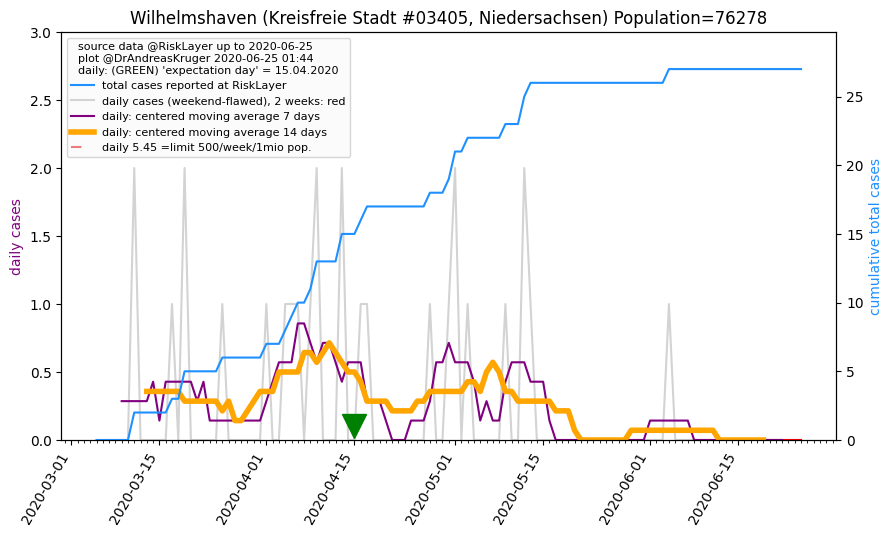 Wilhelmshaven (Kreisfreie Stadt #03405, Niedersachsen) Population=76278
source data @RiskLayer up to 2020-06-25
plot @DrAndreasKruger 2020-06-25 01:44
daily: (GREEN) 'expectation day' = 15.04.2020
total cases reported at RiskLayer
daily cases (weekend-flawed), 2 weeks: red
daily: centered moving average 7 days
daily: centered moving average 14 days
daily 5.45 =limit 500/week/1mio pop.
daily cases
3.0
2.5
2.0
1.5
1.0
0.5
0.0
cumulative total cases
25
20
15
10
5
0
2020-03-01
2020-03-15
2020-04-01
2020-04-15
2020-05-01
2020-05-15
2020-06-01
2020-06-15